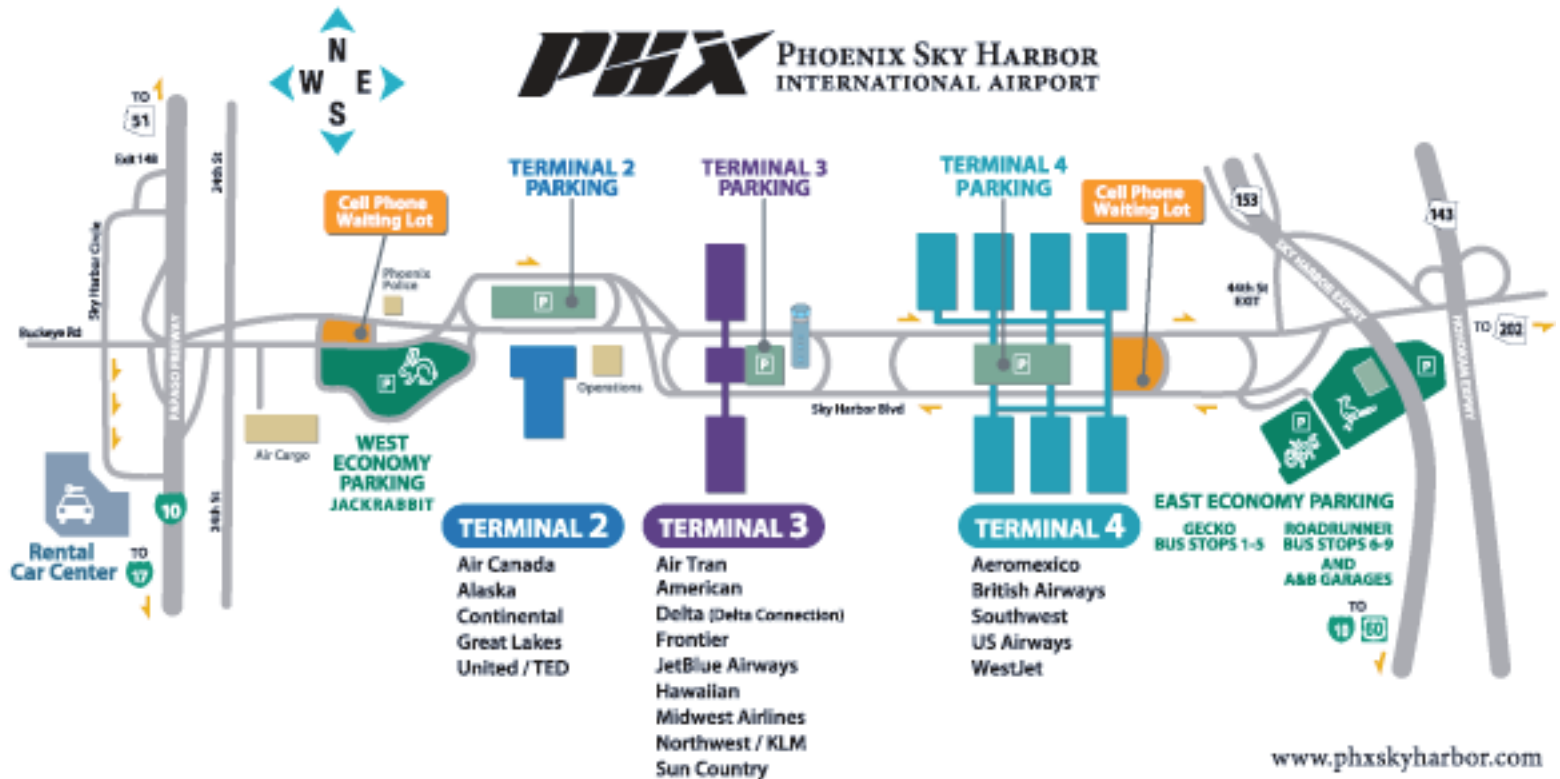 N
W E
S
PHX PHOENIX SKY HARBOR
INTERNATIONAL AIRPORT
TO
51
Exit 148
24th St
Sky Harbor Circle
Buckeye Rd
PAPAGO FREEWAY
Cell Phone
Waiting Lot
Phoenix
Police
TERMINAL 2
PARKING
TERMINAL 3
PARKING
TERMINAL 4
PARKING
Cell Phone
Waiting Lot
153
143
SKY HARBOR EXPWY
44th St
EXIT
TO 202
HOHOKAM EXPWY
P
P
P
P
P
P
Operations
Sky Harbor Blvd
Air Cargo
WEST
ECONOMY
PARKING
JACKRABBIT
10
24th St
Rental
Car Center
TO
17
EAST ECONOMY PARKING
GECKO
BUS STOPS 1-5
ROADRUNNER
BUS STOPS 6-9
AND
A&B GARAGES
TO
10 60
TERMINAL 2
Air Canada
Alaska
Continental
Great Lakes
United / TED
TERMINAL 3
Air Tran
American
Delta (Delta Connection)
Frontier
JetBlue Airways
Hawaiian
Midwest Airlines
Northwest / KLM
Sun Country
TERMINAL 4
Aeromexico
British Airways
Southwest
US Airways
WestJet
www.phxskyharbor.com